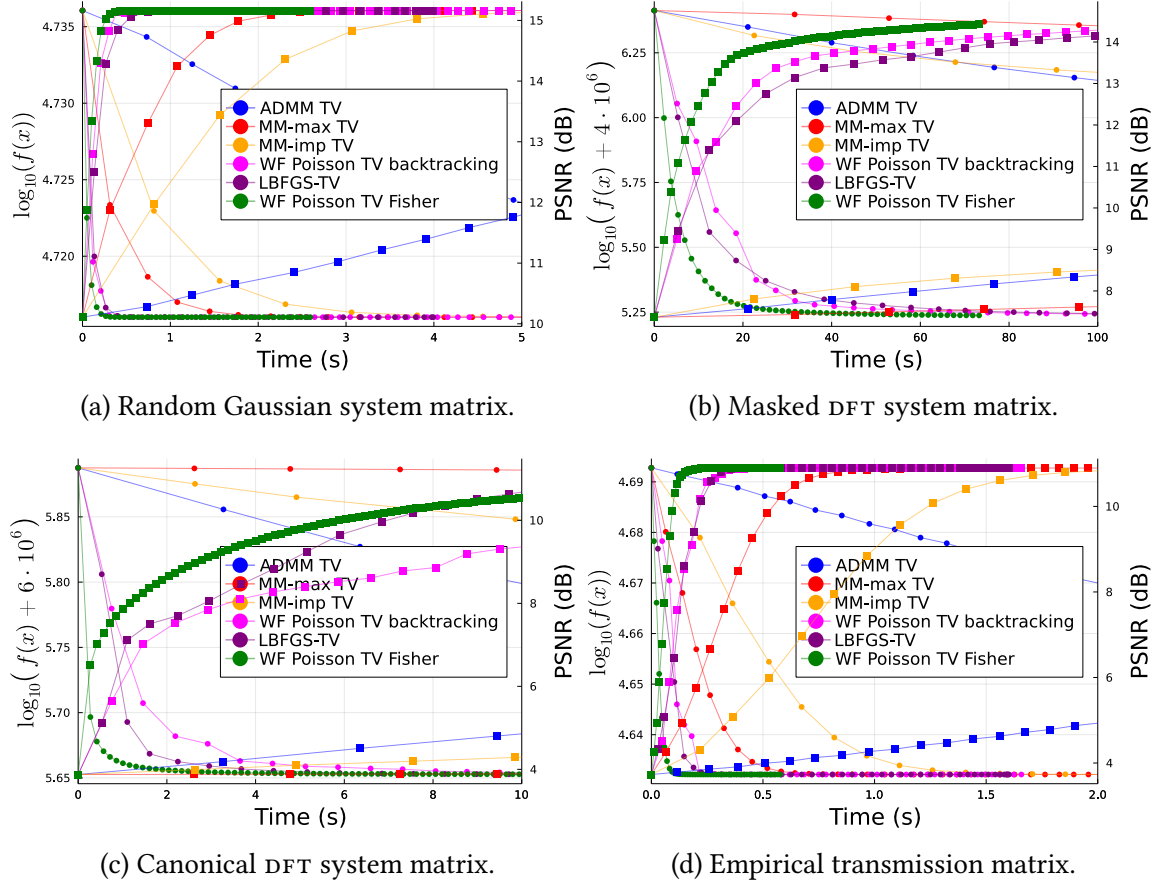 4.735
4.730
4.725
4.720
log₁₀(f(x))
ADMM TV
MM-max TV
MM-imp TV
WF Poisson TV backtracking
LBFGS-TV
WF Poisson TV Fisher
15
14
13
12
11
10
PSNR (dB)
0 1 2 3 4 5
Time (s)
(a) Random Gaussian system matrix.
6.25
6.00
5.75
5.50
5.25
log₁₀( f(x) + 4 · 10⁶)
ADMM TV
MM-max TV
MM-imp TV
WF Poisson TV backtracking
LBFGS-TV
WF Poisson TV Fisher
14
13
12
11
10
9
8
PSNR (dB)
0 20 40 60 80 100
Time (s)
(b) Masked DFT system matrix.
5.85
5.80
5.75
5.70
5.65
log₁₀( f(x) + 6 · 10⁶)
ADMM TV
MM-max TV
MM-imp TV
WF Poisson TV backtracking
LBFGS-TV
WF Poisson TV Fisher
10
8
6
4
PSNR (dB)
0 2 4 6 8 10
Time (s)
(c) Canonical DFT system matrix.
4.69
4.68
4.67
4.66
4.65
4.64
log₁₀(f(x))
ADMM TV
MM-max TV
MM-imp TV
WF Poisson TV backtracking
LBFGS-TV
WF Poisson TV Fisher
10
8
6
4
PSNR (dB)
0.0 0.5 1.0 1.5 2.0
Time (s)
(d) Empirical transmission matrix.